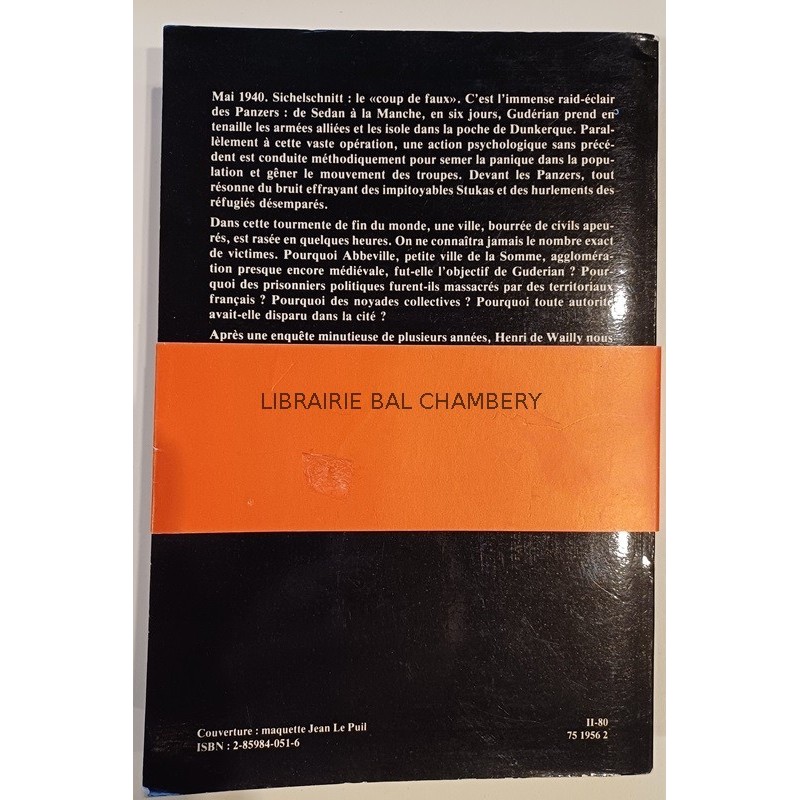 Mai 1940. Sichelschnitt : le «coup de faux». C'est l'immense raid-éclair
des Panzers : de Sedan à la Manche, en six jours, Gudérian prend en
tenaille les armées alliées et les isole dans la poche de Dunkerque. Paral-
lèlement à cette vaste opération, une action psychologique sans précé-
dent est conduite méthodiquement pour semer la panique dans la popu-
lation et gêner le mouvement des troupes. Devant les Panzers, tout
résonne du bruit effrayant des impitoyables Stukas et des hurlements des
réfugiés désemparés.
Dans cette tourmente de fin du monde, une ville, bourrée de civils apeu-
rés, est rasée en quelques heures. On ne connaîtra jamais le nombre exact
de victimes. Pourquoi Abbeville, petite ville de la Somme, aggloméra-
tion presque encore médiévale, fut-elle l'objectif de Guderian ? Pour-
quoi des prisonniers politiques furent-ils massacrés par des territoriaux
français ? Pourquoi des noyades collectives ? Pourquoi toute autorité
avait-elle disparu dans la cité ?
Après une enquête minutieuse de plusieurs années, Henri de Wailly nous
LIBRAIRIE BAL CHAMBERY
Couverture : maquette Jean Le Puil
ISBN : 2-85984-051-6
II-80
75 1956 2